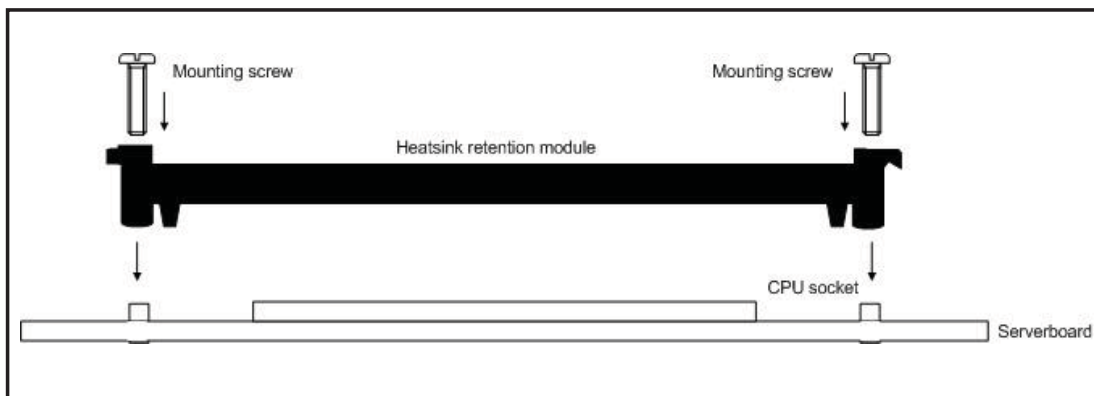 Mounting screw
Mounting screw
Heatsink retention module
CPU socket
Serverboard